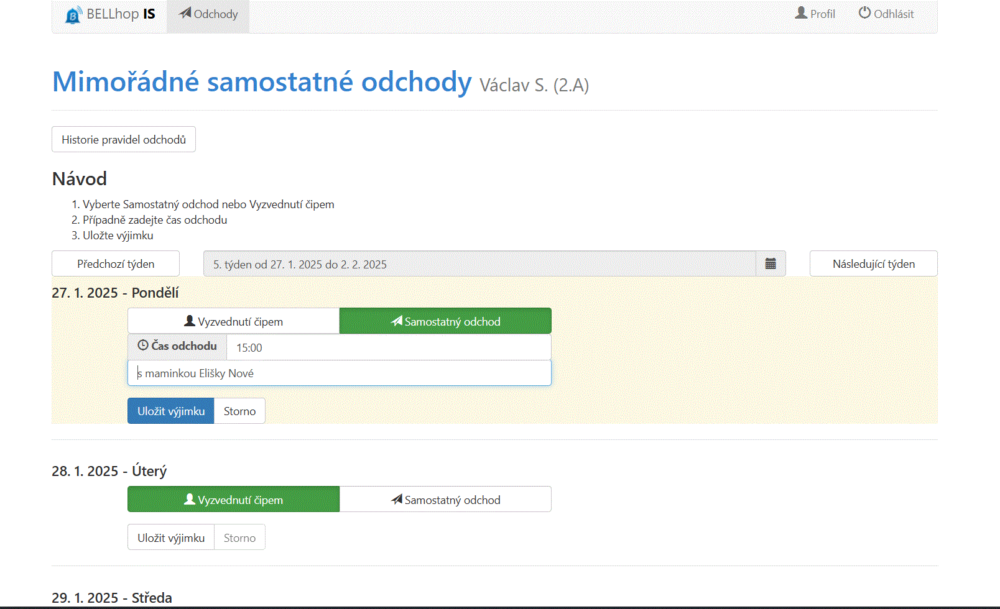 BELLhop IS Odchody Profil Odhlásit
Mimořádné samostatné odchody Václav S. (2.A)
Historie pravidel odchodů
Návod
1. Vyberte Samostatný odchod nebo Vyzvednutí čipem
2. Případně zadejte čas odchodu
3. Uložte výjimku
Předchozí týden 5. týden od 27. 1. 2025 do 2. 2. 2025 Následující týden
27. 1. 2025 - Pondělí
Vyzvednutí čipem Samostatný odchod
Čas odchodu 15:00
s maminkou Elišky Nové
Uložit výjimku Storno
28. 1. 2025 - Úterý
Vyzvednutí čipem Samostatný odchod
Uložit výjimku Storno
29. 1. 2025 - Středa